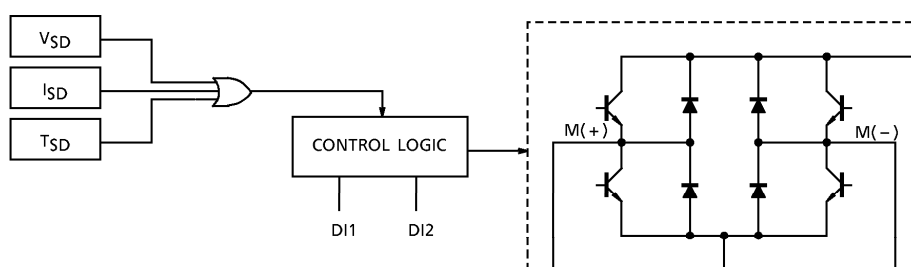 VSD
ISD
TSD
CONTROL LOGIC
DI1
DI2
M(+)
M(−)